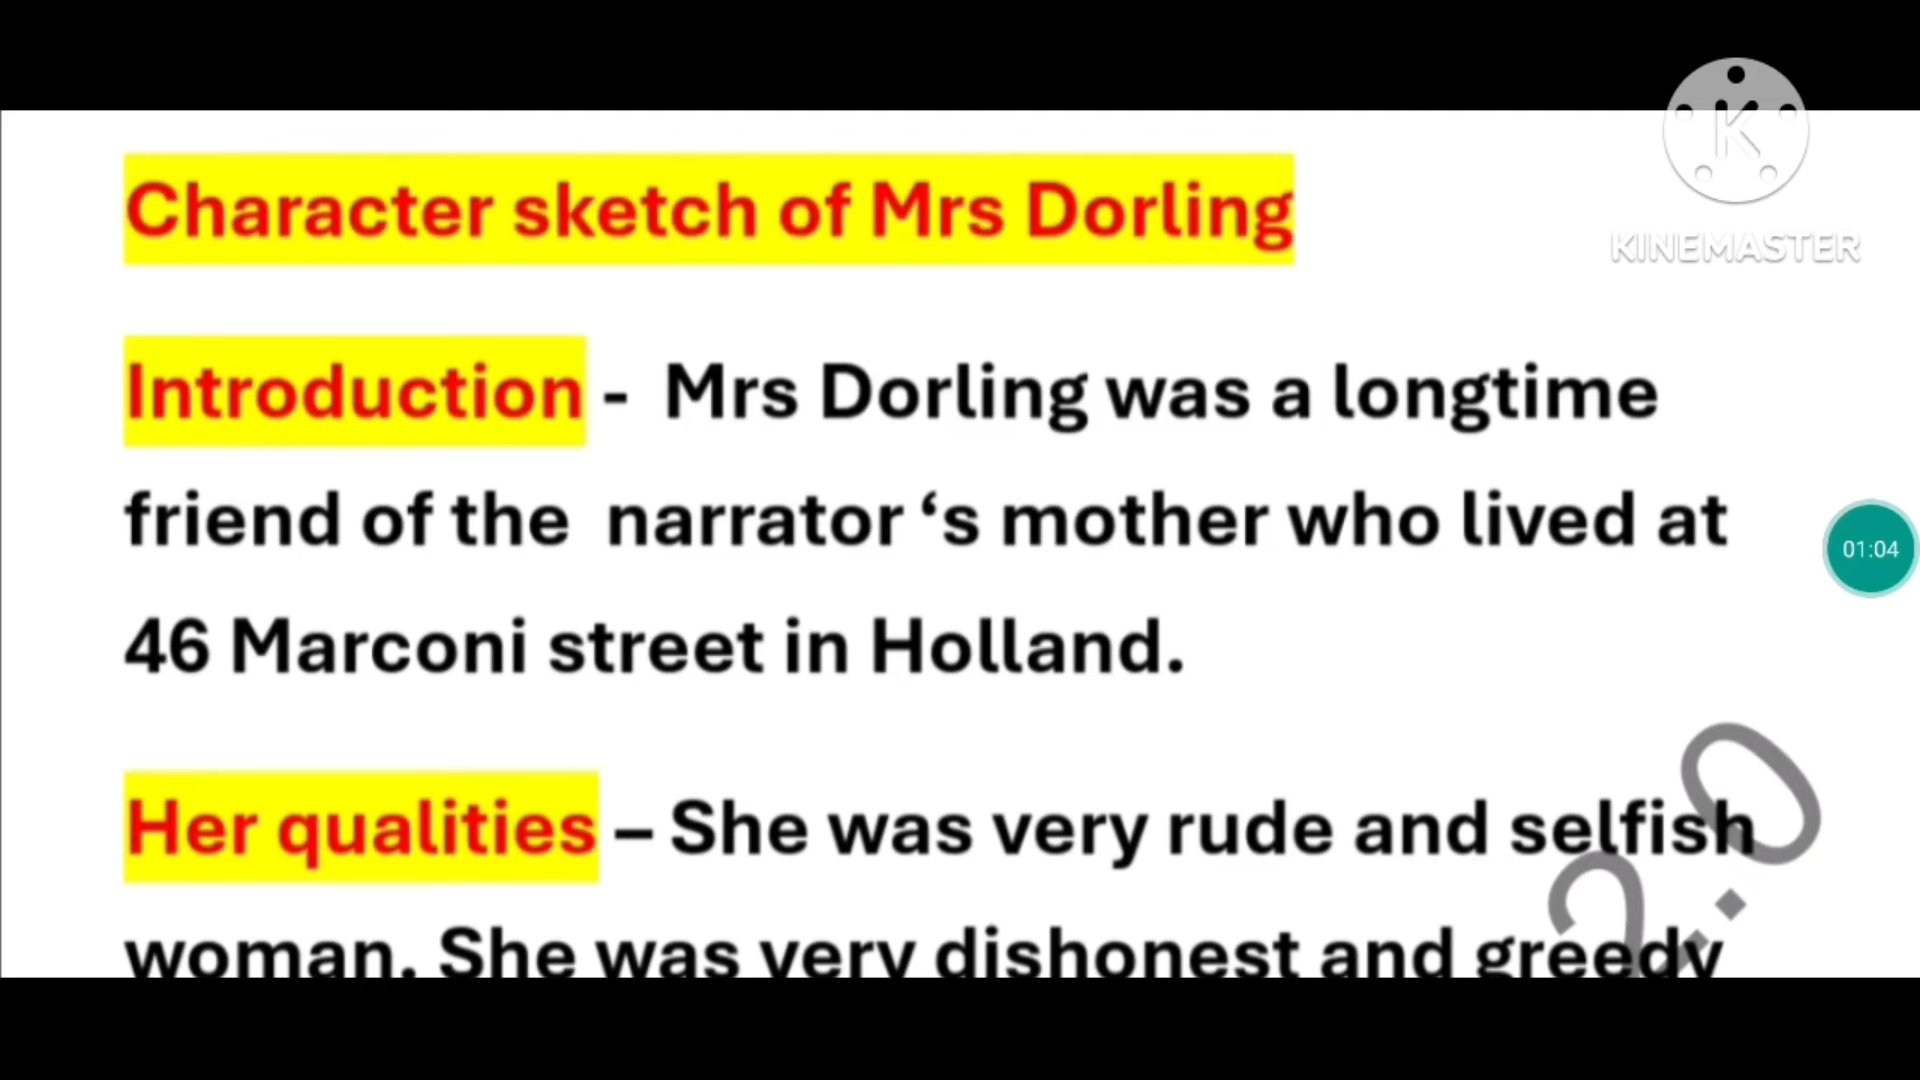 Character sketch of Mrs Dorling
K
KINEMASTER
Introduction - Mrs Dorling was a longtime
friend of the narrator ‘s mother who lived at
01:04
46 Marconi street in Holland.
Her qualities – She was very rude and selfish
woman. She was very dishonest and greedy
2.0